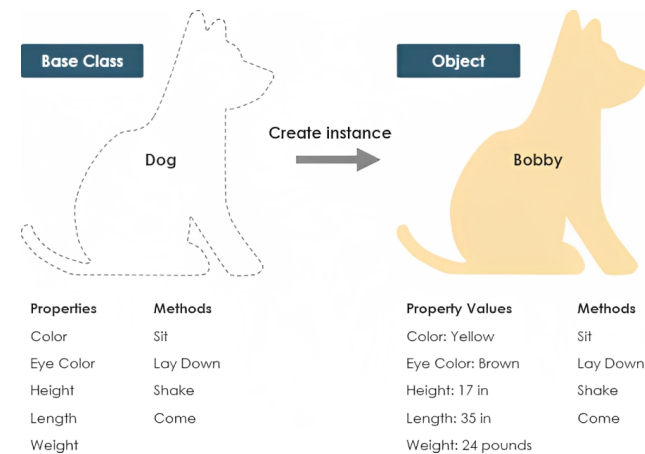 Base Class
Object
Create instance
Dog
Bobby
Properties Methods
Color Sit
Eye Color Lay Down
Height Shake
Length Come
Weight
Property Values Methods
Color: Yellow Sit
Eye Color: Brown Lay Down
Height: 17 in Shake
Length: 35 in Come
Weight: 24 pounds